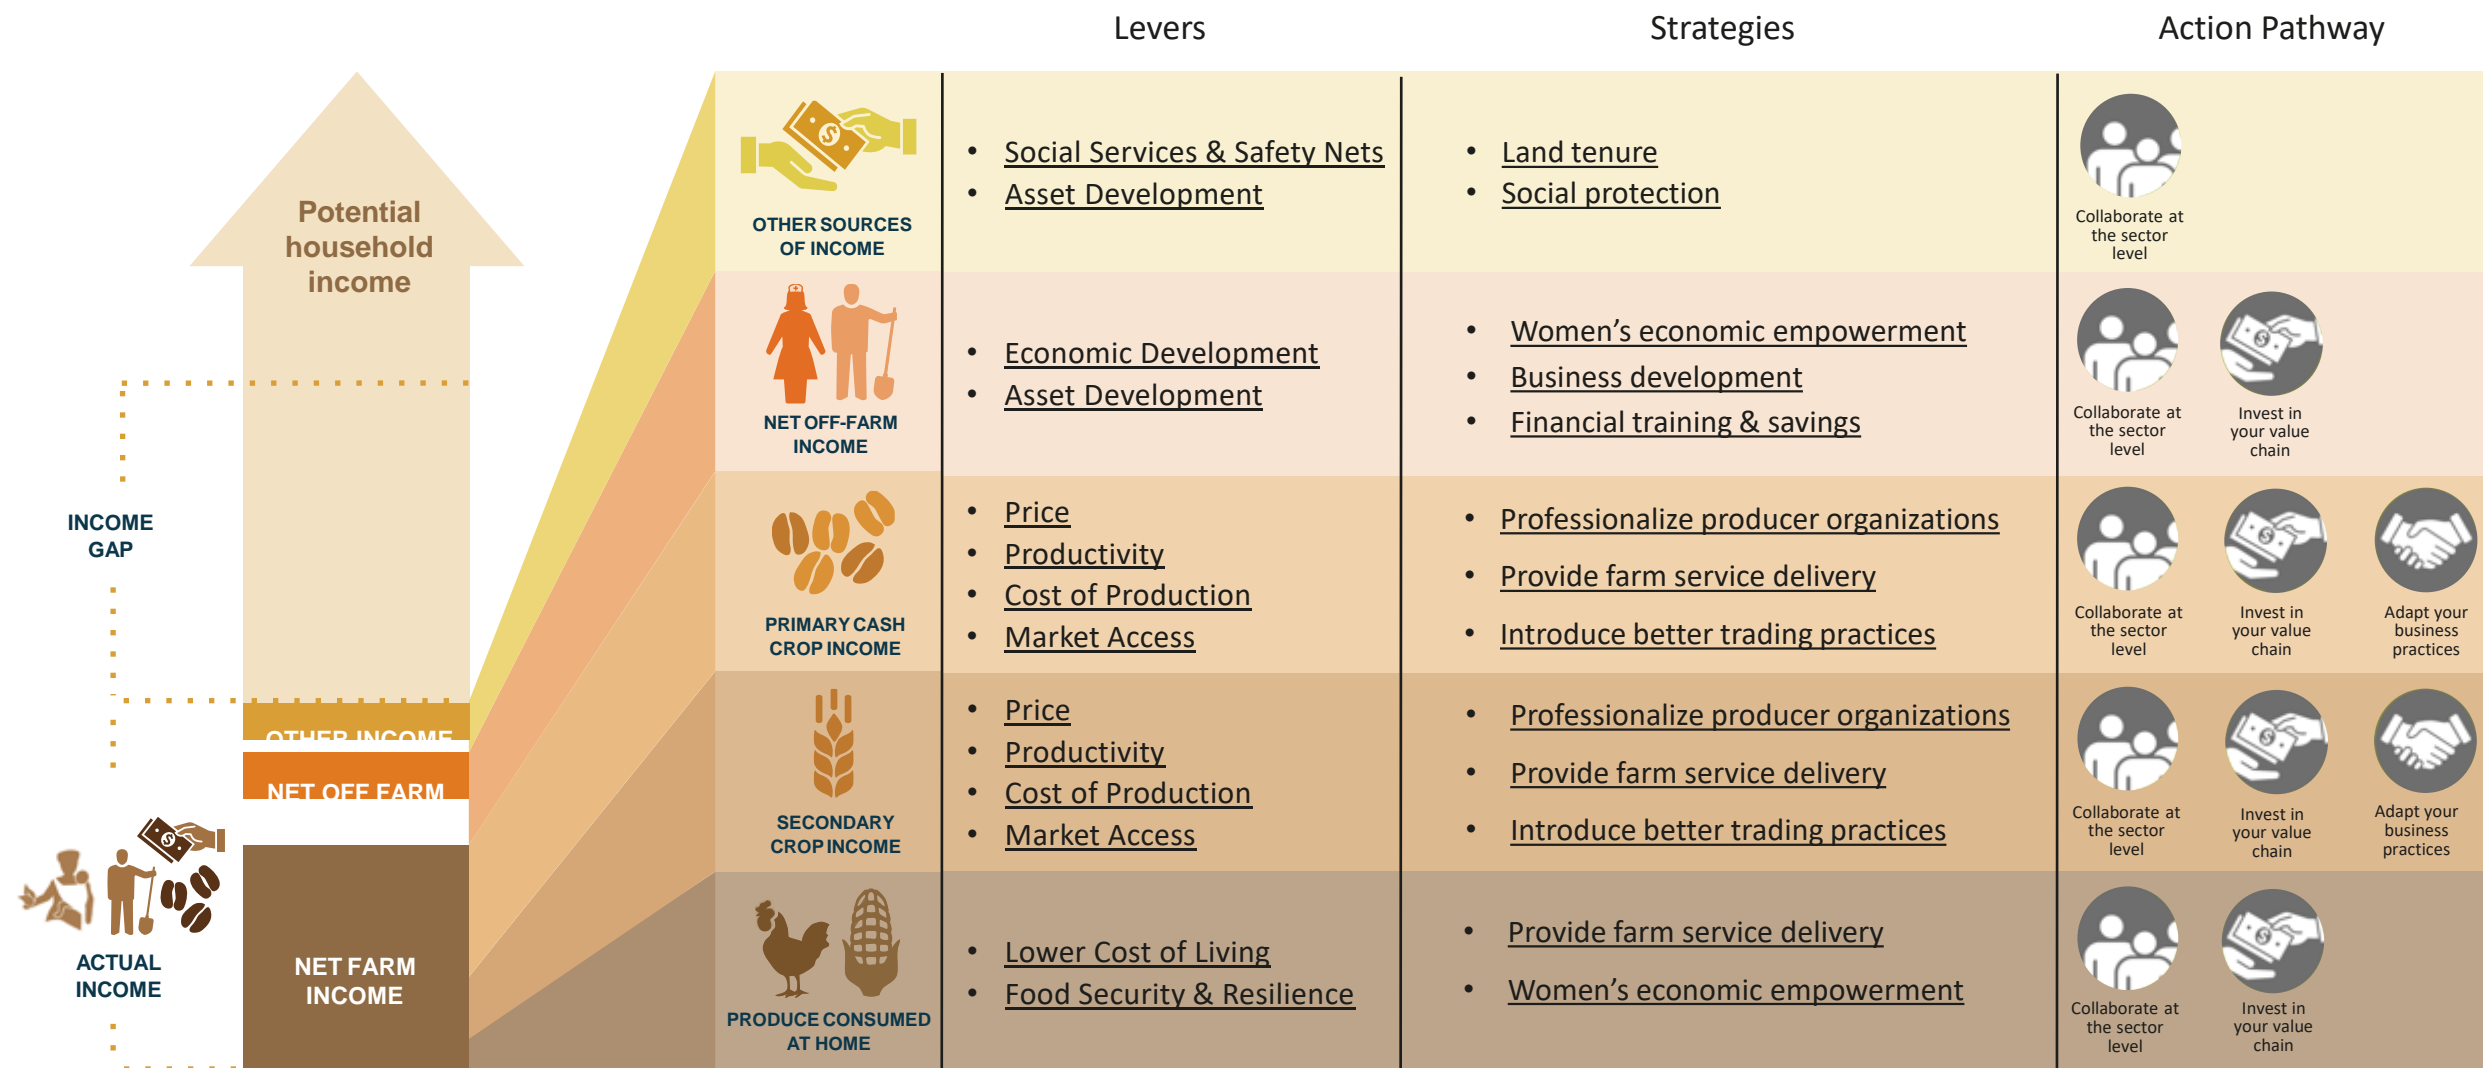 Levers
Strategies
Action Pathway
Potential
household
income
INCOME
GAP
OTHER INCOME
NET OFF FARM
ACTUAL
INCOME
NET FARM
INCOME
OTHER SOURCES
OF INCOME
• Social Services & Safety Nets
• Asset Development
• Land tenure
• Social protection
Collaborate at
the sector
level
NET OFF-FARM
INCOME
• Economic Development
• Asset Development
• Women’s economic empowerment
• Business development
• Financial training & savings
Collaborate at
the sector
level
Invest in
your value
chain
PRIMARY CASH
CROP INCOME
• Price
• Productivity
• Cost of Production
• Market Access
• Professionalize producer organizations
• Provide farm service delivery
• Introduce better trading practices
Collaborate at
the sector
level
Invest in
your value
chain
Adapt your
business
practices
SECONDARY
CROP INCOME
• Price
• Productivity
• Cost of Production
• Market Access
• Professionalize producer organizations
• Provide farm service delivery
• Introduce better trading practices
Collaborate at
the sector
level
Invest in
your value
chain
Adapt your
business
practices
PRODUCE CONSUMED
AT HOME
• Lower Cost of Living
• Food Security & Resilience
• Provide farm service delivery
• Women’s economic empowerment
Collaborate at
the sector
level
Invest in
your value
chain